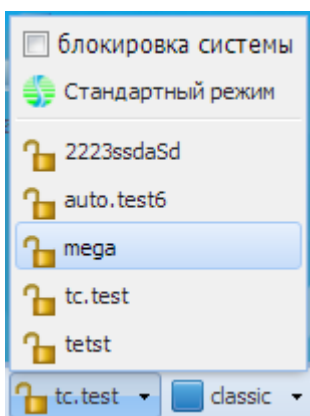 блокировка системы
Стандартный режим
2223ssdaSd
auto.test6
mega
tc.test
tetst
tc.test classic